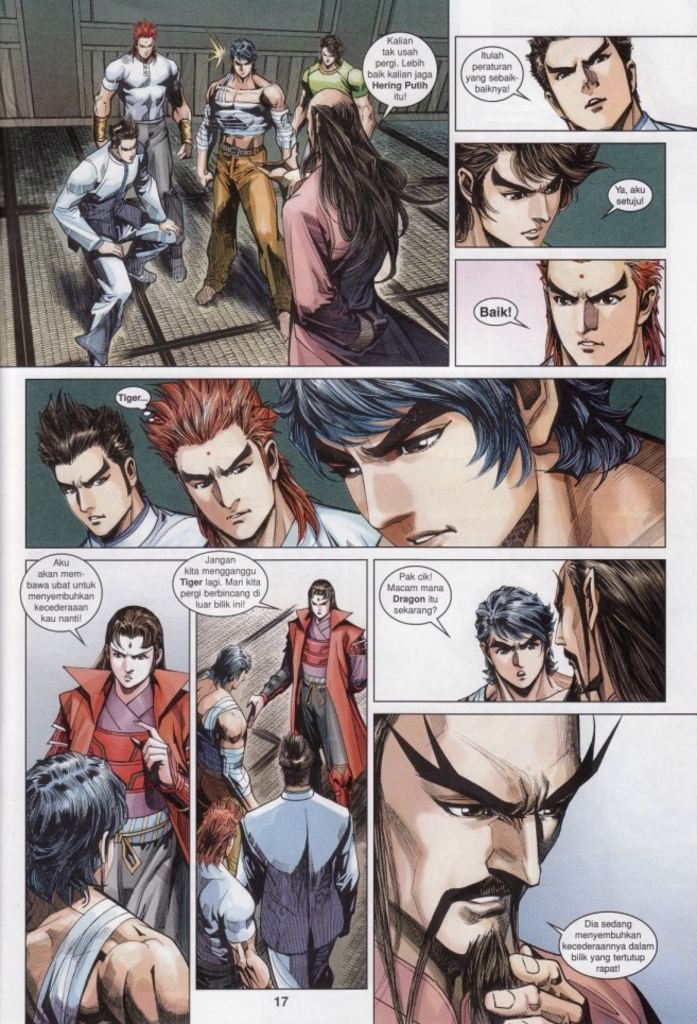 Kalian
tak usah
pergi. Lebih
baik kalian jaga
Hering Putih
itu!
Itulah
peraturan
yang sebaik-
baiknya!
Ya, aku
setuju!
Baik!
Tiger...
Aku
akan mem-
bawa ubat untuk
menyembuhkan
kecederaaan
kau nanti!
Jangan
kita mengganggu
Tiger lagi. Mari kita
pergi berbincang di
luar bilik ini!
Pak cik!
Macam mana
Dragon itu
sekarang?
Dia sedang
menyembuhkan
kecederaannya dalam
bilik yang tertutup
rapat!
17